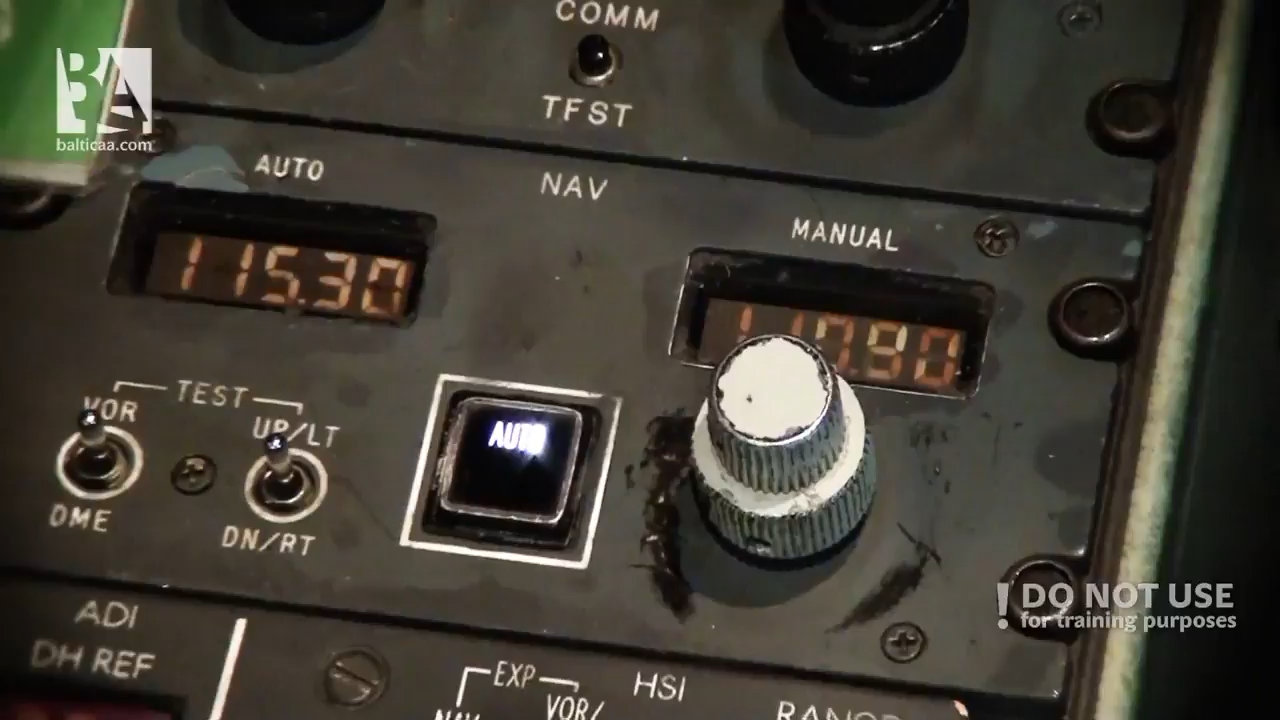 COMM
BA
balticaa.com
TFST
AUTO
NAV
MANUAL
115.30
TEST
VOR
UP/LT
AUTO
DME
DN/RT
! DO NOT USE
for training purposes
ADI
DH REF
EXP
HSI
NAV
VOR/